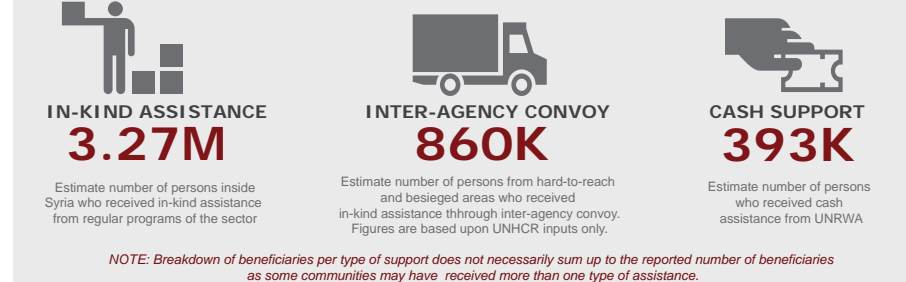 IN-KIND ASSISTANCE
3.27M
Estimate number of persons inside
Syria who received in-kind assistance
from regular programs of the sector
INTER-AGENCY CONVOY
860K
Estimate number of persons from hard-to-reach
and besieged areas who received
in-kind assistance thhrough inter-agency convoy.
Figures are based upon UNHCR inputs only.
CASH SUPPORT
393K
Estimate number of persons
who received cash
assistance from UNRWA
NOTE: Breakdown of beneficiaries per type of support does not necessarily sum up to the reported number of beneficiaries
as some communities may have received more than one type of assistance.